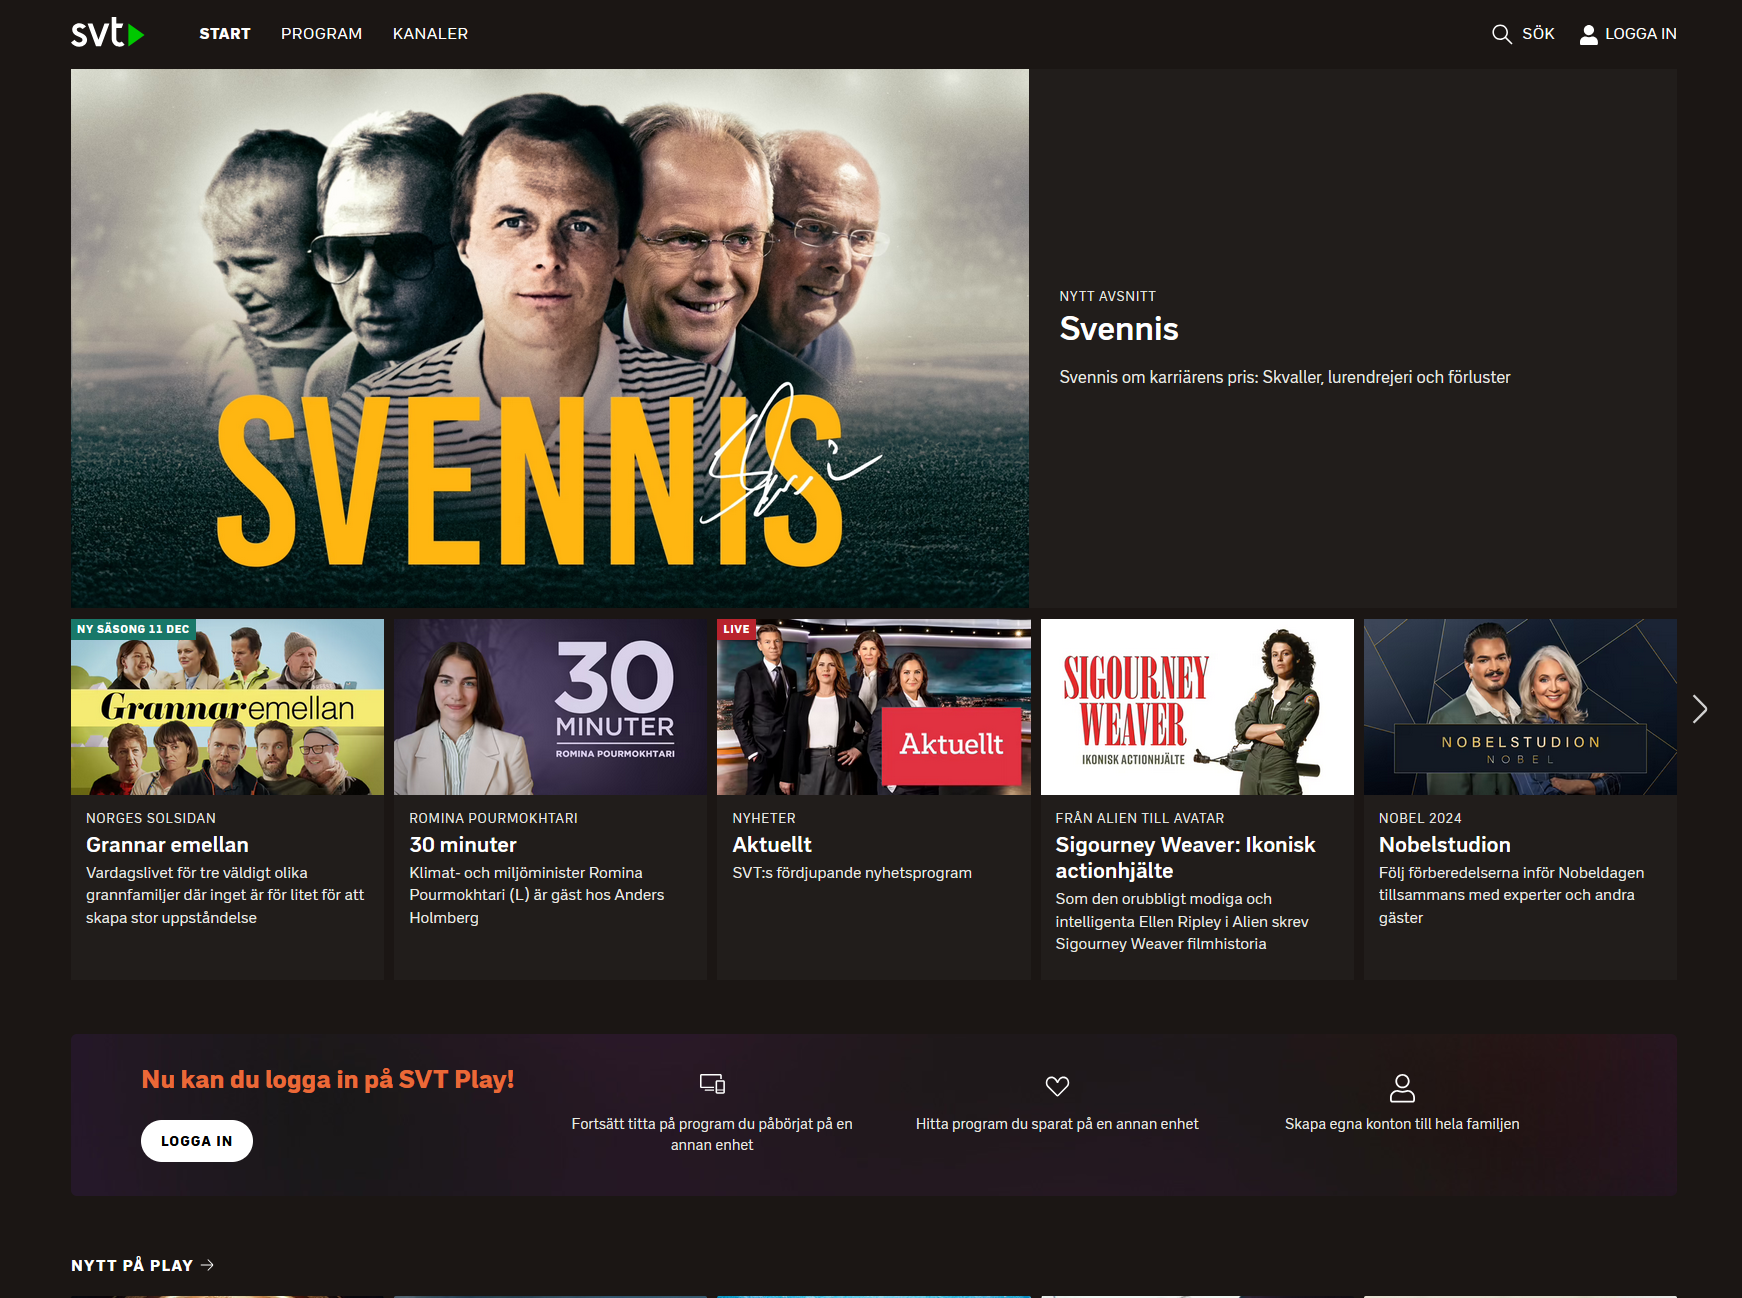 svt
START
PROGRAM
KANALER
SÖK
LOGGA IN
SVENNIS
NYTT AVSNITT
Svennis
Svennis om karriärens pris: Skvaller, lurendrejeri och förluster
NY SÄSONG 11 DEC
Grannar emellan
NORGES SOLSIDAN
Grannar emellan
Vardagslivet för tre väldigt olika
grannfamiljer där inget är för litet för att
skapa stor uppståndelse
30
MINUTER
ROMINA POURMOKHTARI
ROMINA POURMOKHTARI
30 minuter
Klimat- och miljöminister Romina
Pourmokhtari (L) är gäst hos Anders
Holmberg
LIVE
Aktuellt
NYHETER
Aktuellt
SVT:s fördjupande nyhetsprogram
SIGOURNEY
WEAVER
IKONISK ACTIONHJÄLTE
FRÅN ALIEN TILL AVATAR
Sigourney Weaver: Ikonisk
actionhjälte
Som den orubbligt modiga och
intelligenta Ellen Ripley i Alien skrev
Sigourney Weaver filmhistoria
NOBELSTUDION
NOBEL
NOBEL 2024
Nobelstudion
Följ förberedelserna inför Nobeldagen
tillsammans med experter och andra
gäster
Nu kan du logga in på SVT Play!
LOGGA IN
Fortsätt titta på program du påbörjat på en
annan enhet
Hitta program du sparat på en annan enhet
Skapa egna konton till hela familjen
NYTT PÅ PLAY